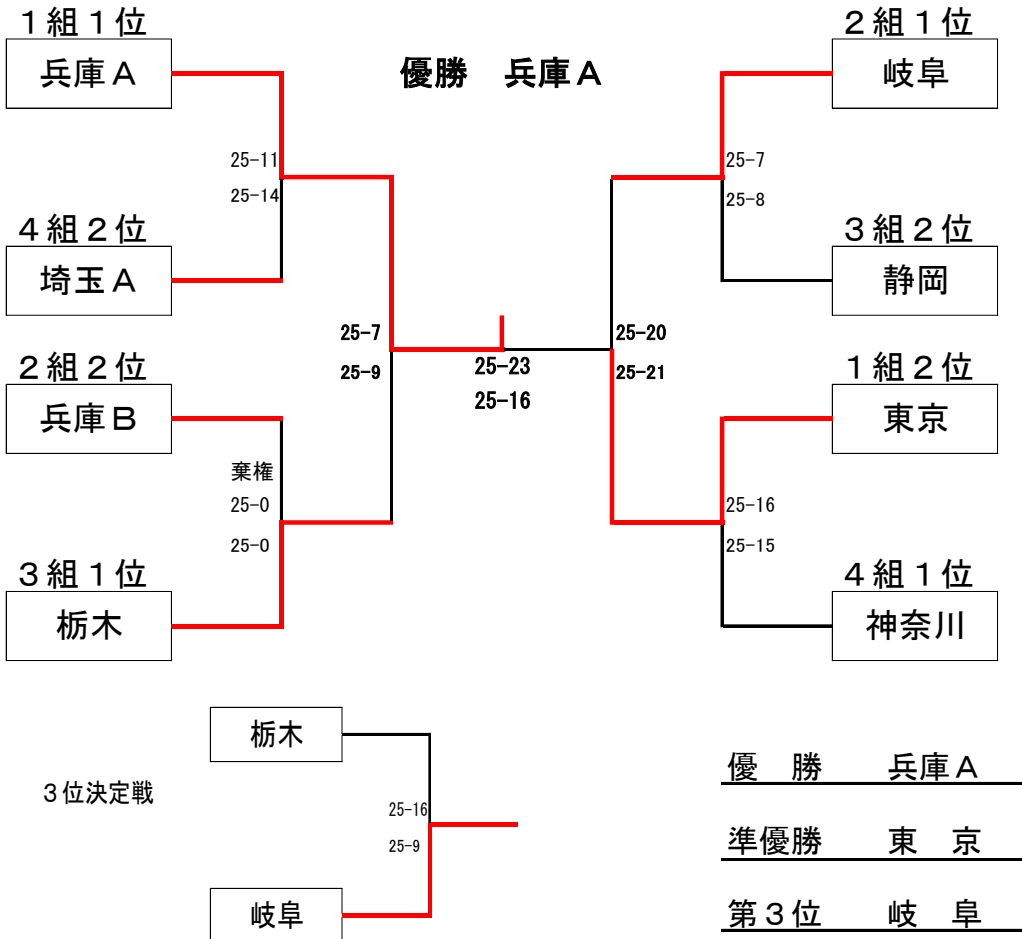 １組１位
兵庫Ａ
優勝　兵庫Ａ
２組１位
岐阜
25-11
25-14
25-7
25-8
４組２位
埼玉Ａ
３組２位
静岡
25-7
25-9
25-23
25-16
25-20
25-21
２組２位
兵庫Ｂ
１組２位
東京
棄権
25-0
25-0
25-16
25-15
３組１位
栃木
４組１位
神奈川
栃木
３位決定戦
25-16
25-9
岐阜
優　勝　兵庫Ａ
準優勝　東　京
第３位　岐　阜